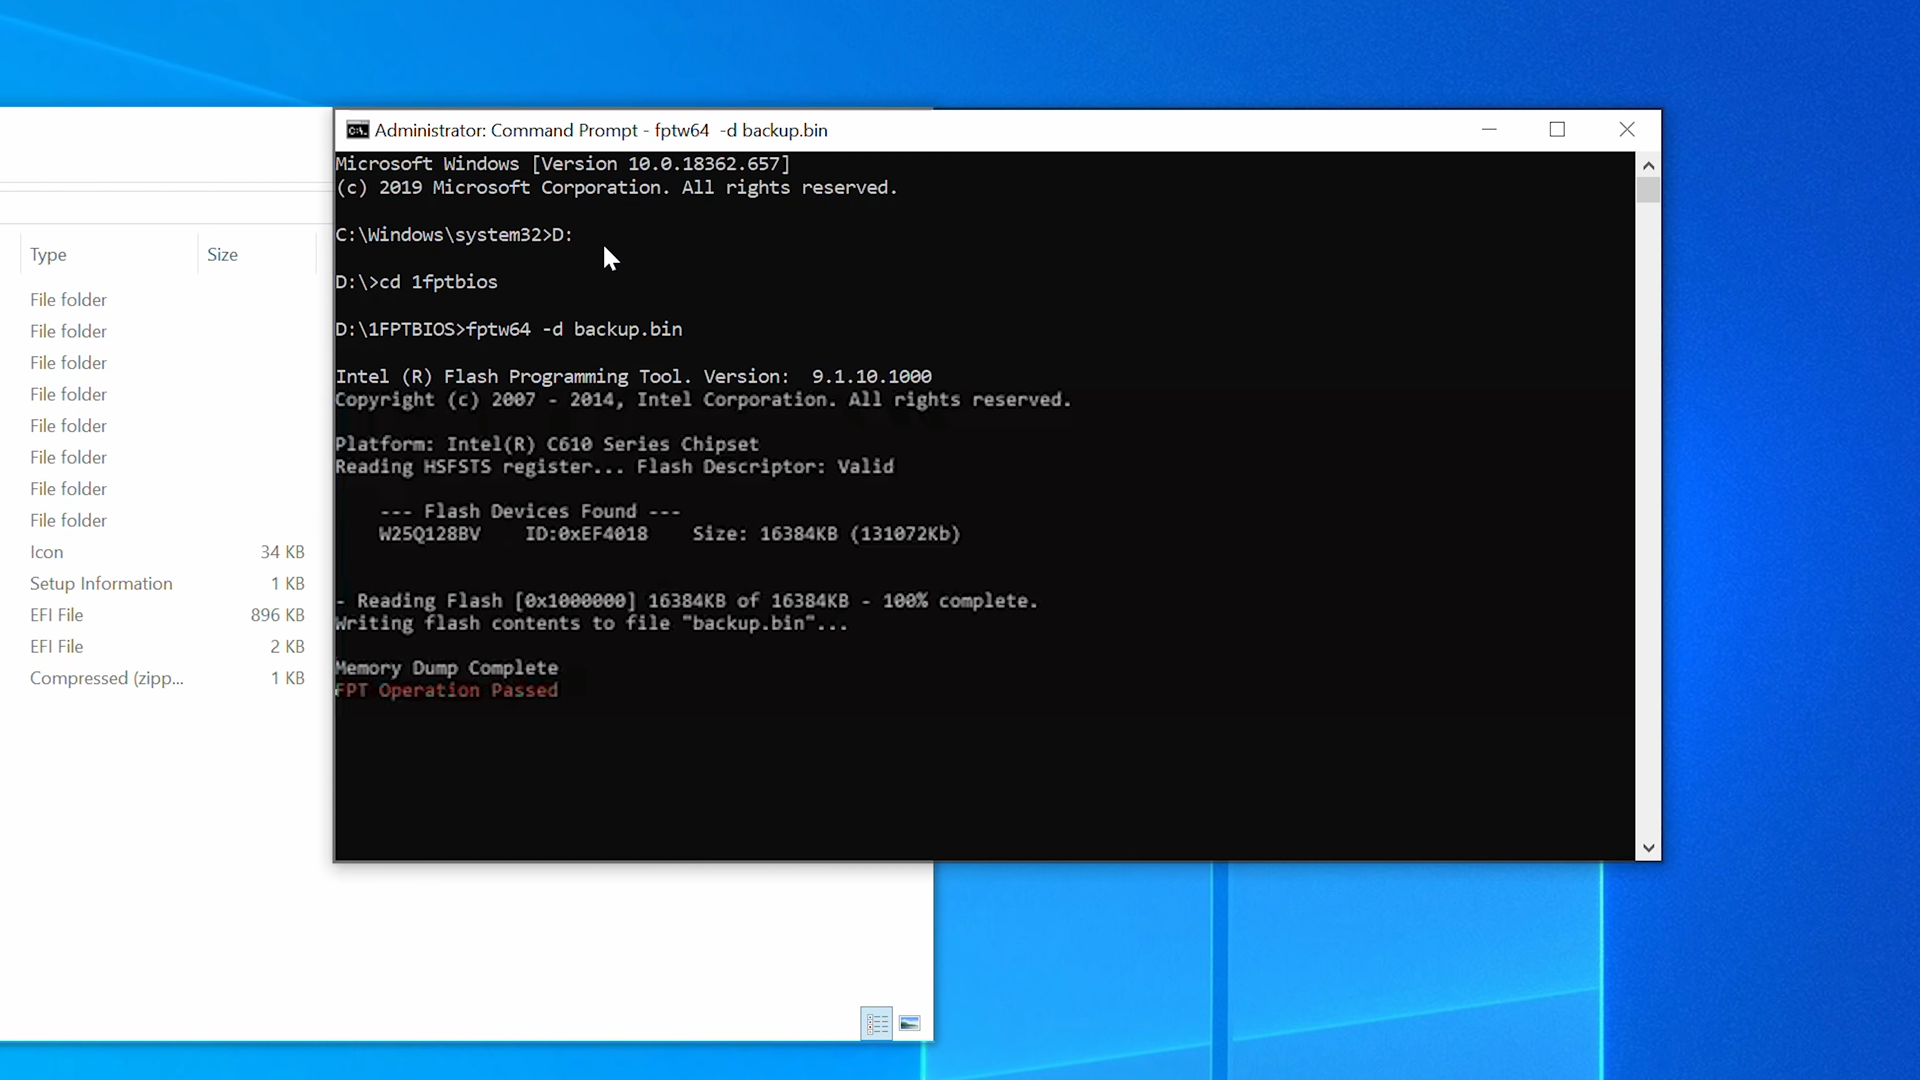 Administrator: Command Prompt - fptw64 -d backup.bin
Microsoft Windows [Version 10.0.18362.657]
(c) 2019 Microsoft Corporation. All rights reserved.
C:\Windows\system32>D:
D:\>cd 1fptbios
D:\1FPTBIOS>fptw64 -d backup.bin
Intel (R) Flash Programming Tool. Version:  9.1.10.1000
Copyright (c) 2007 - 2014, Intel Corporation. All rights reserved.
Platform: Intel(R) C610 Series Chipset
Reading HSFSTS register... Flash Descriptor: Valid
--- Flash Devices Found ---
W25Q128BV    ID:0xEF4018    Size: 16384KB (131072Kb)
- Reading Flash [0x1000000] 16384KB of 16384KB - 100% complete.
Writing flash contents to file "backup.bin"...
Memory Dump Complete
FPT Operation Passed
Type Size
File folder
File folder
File folder
File folder
File folder
File folder
File folder
File folder
Icon 34 KB
Setup Information 1 KB
EFI File 896 KB
EFI File 2 KB
Compressed (zipp... 1 KB